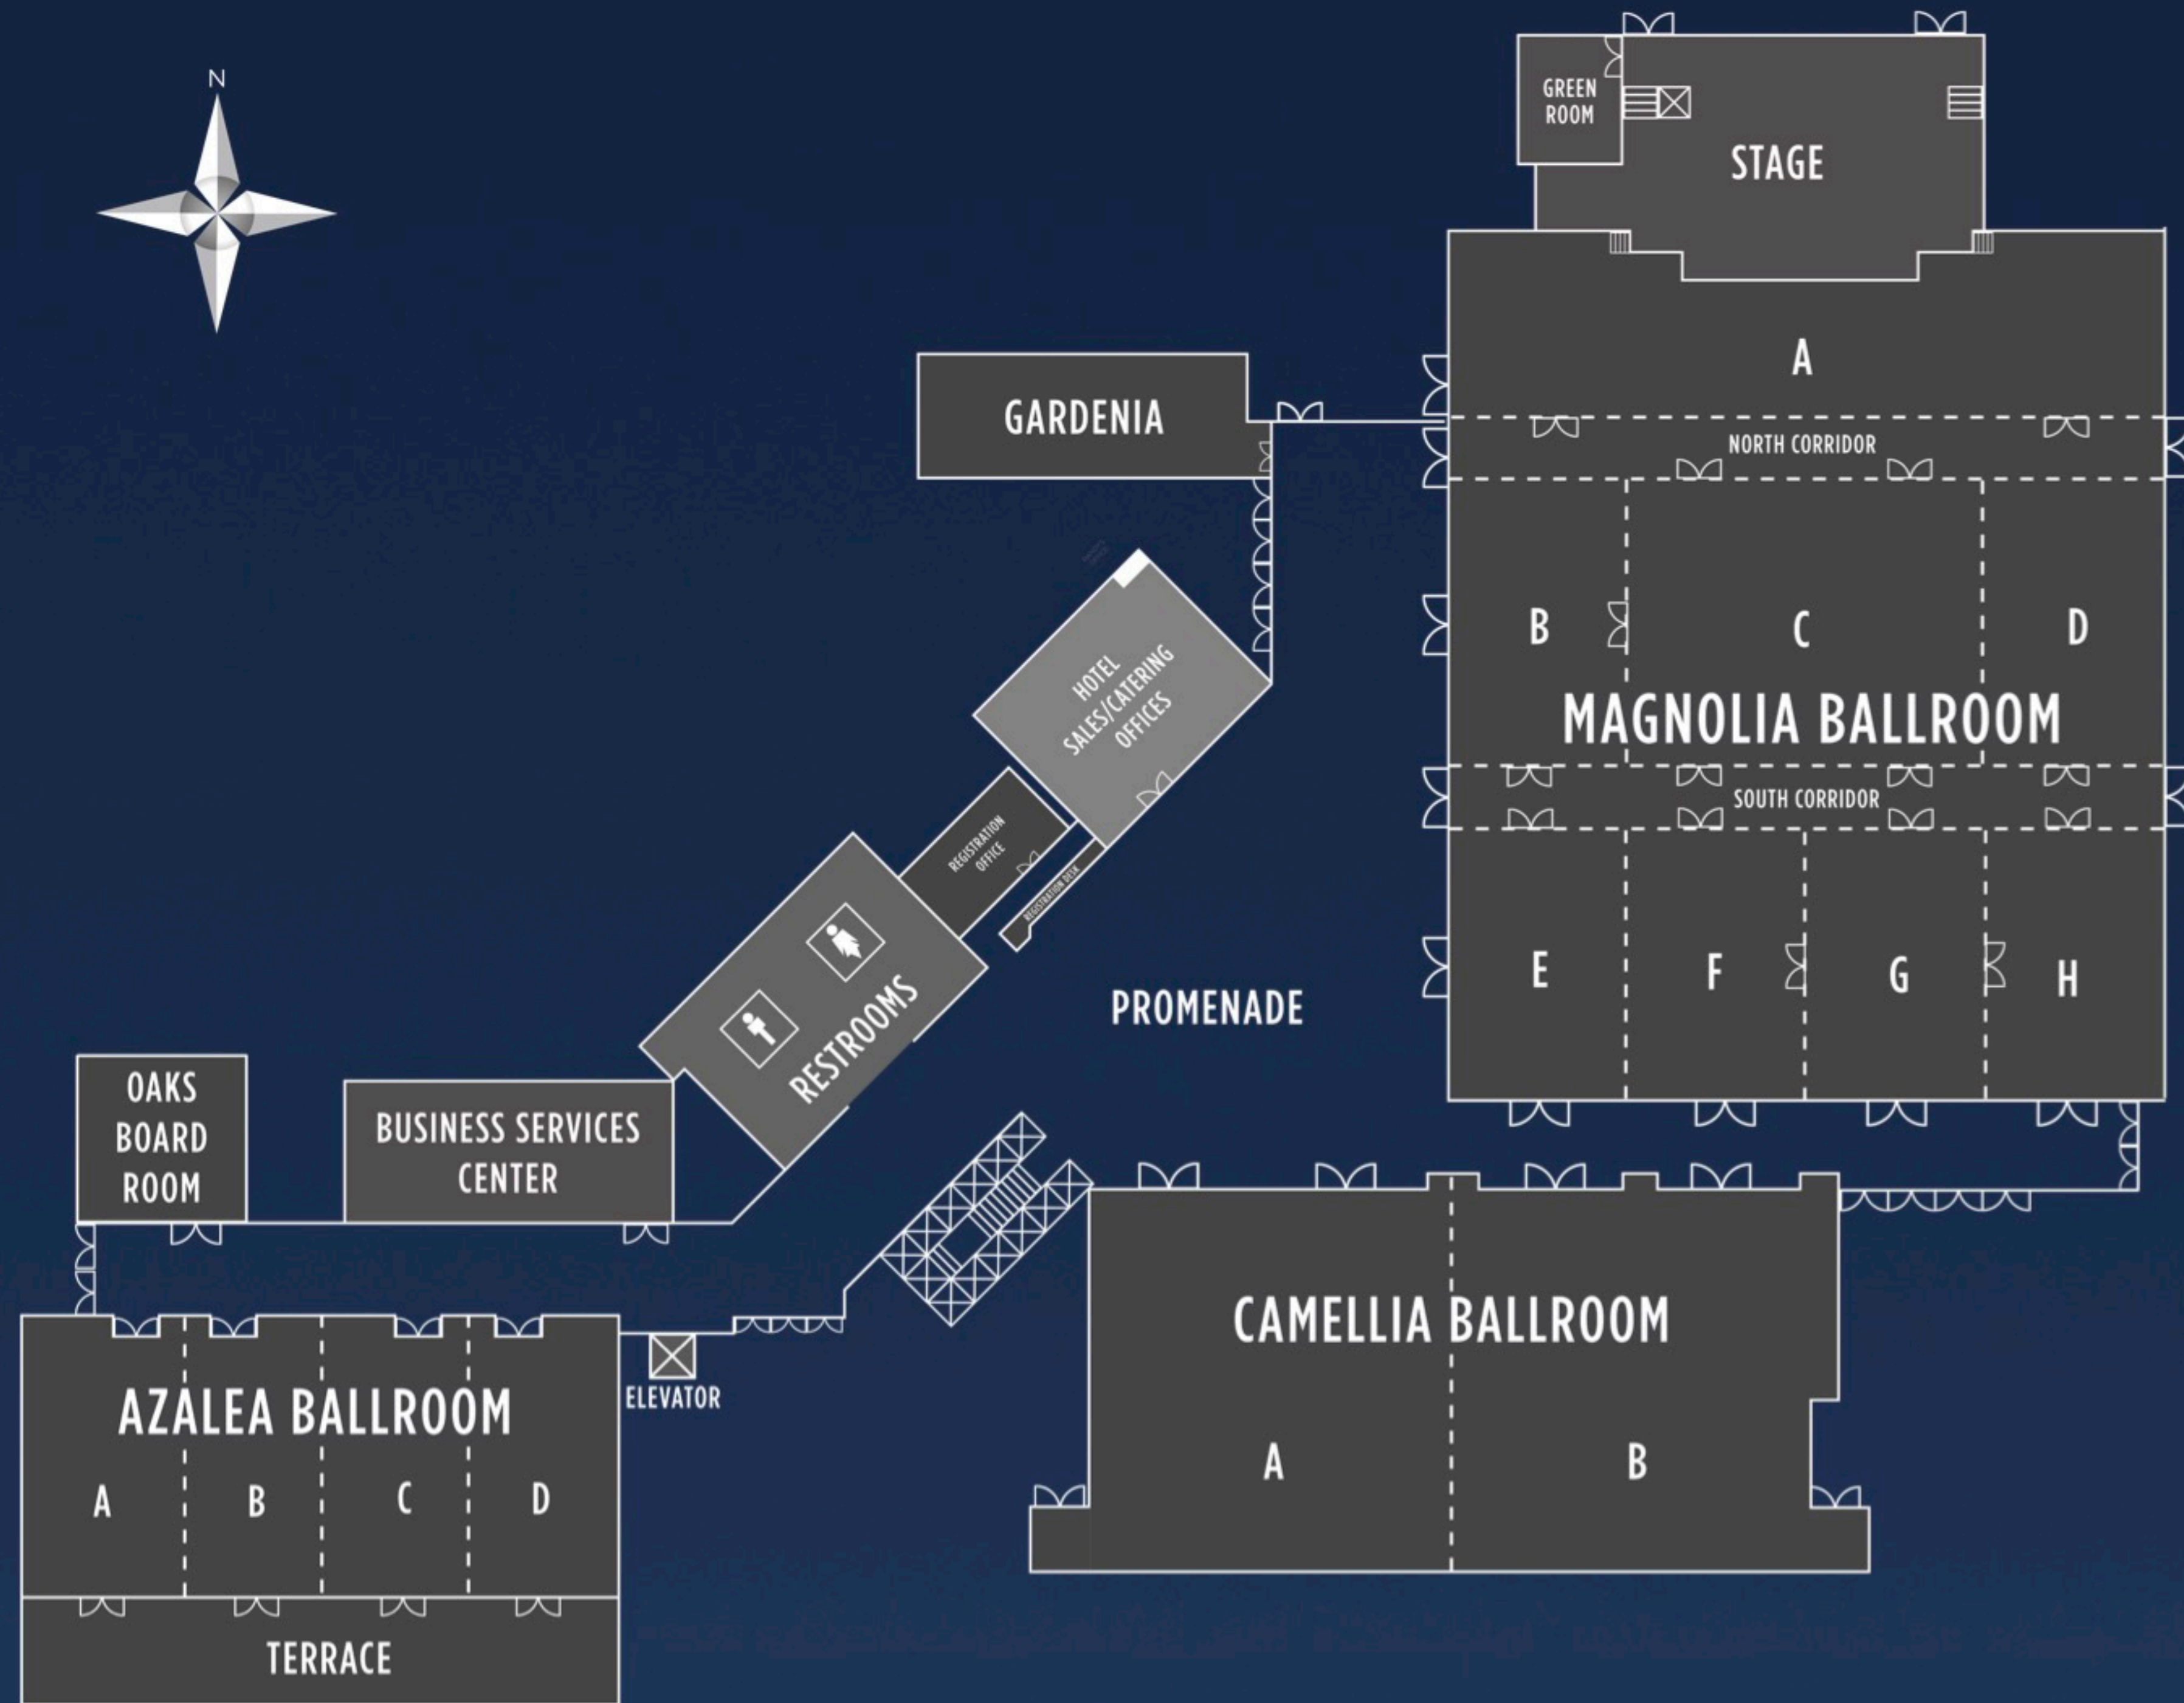 N
GREEN
ROOM
STAGE
GARDENIA
A
NORTH CORRIDOR
B
C
D
MAGNOLIA BALLROOM
SOUTH CORRIDOR
E
F
G
H
HOTEL
SALES/CATERING
OFFICES
REGISTRATION
OFFICE
REGISTRATION DESK
RESTROOMS
PROMENADE
OAKS
BOARD
ROOM
BUSINESS SERVICES
CENTER
CAMELLIA BALLROOM
A
B
ELEVATOR
AZALEA BALLROOM
A
B
C
D
TERRACE